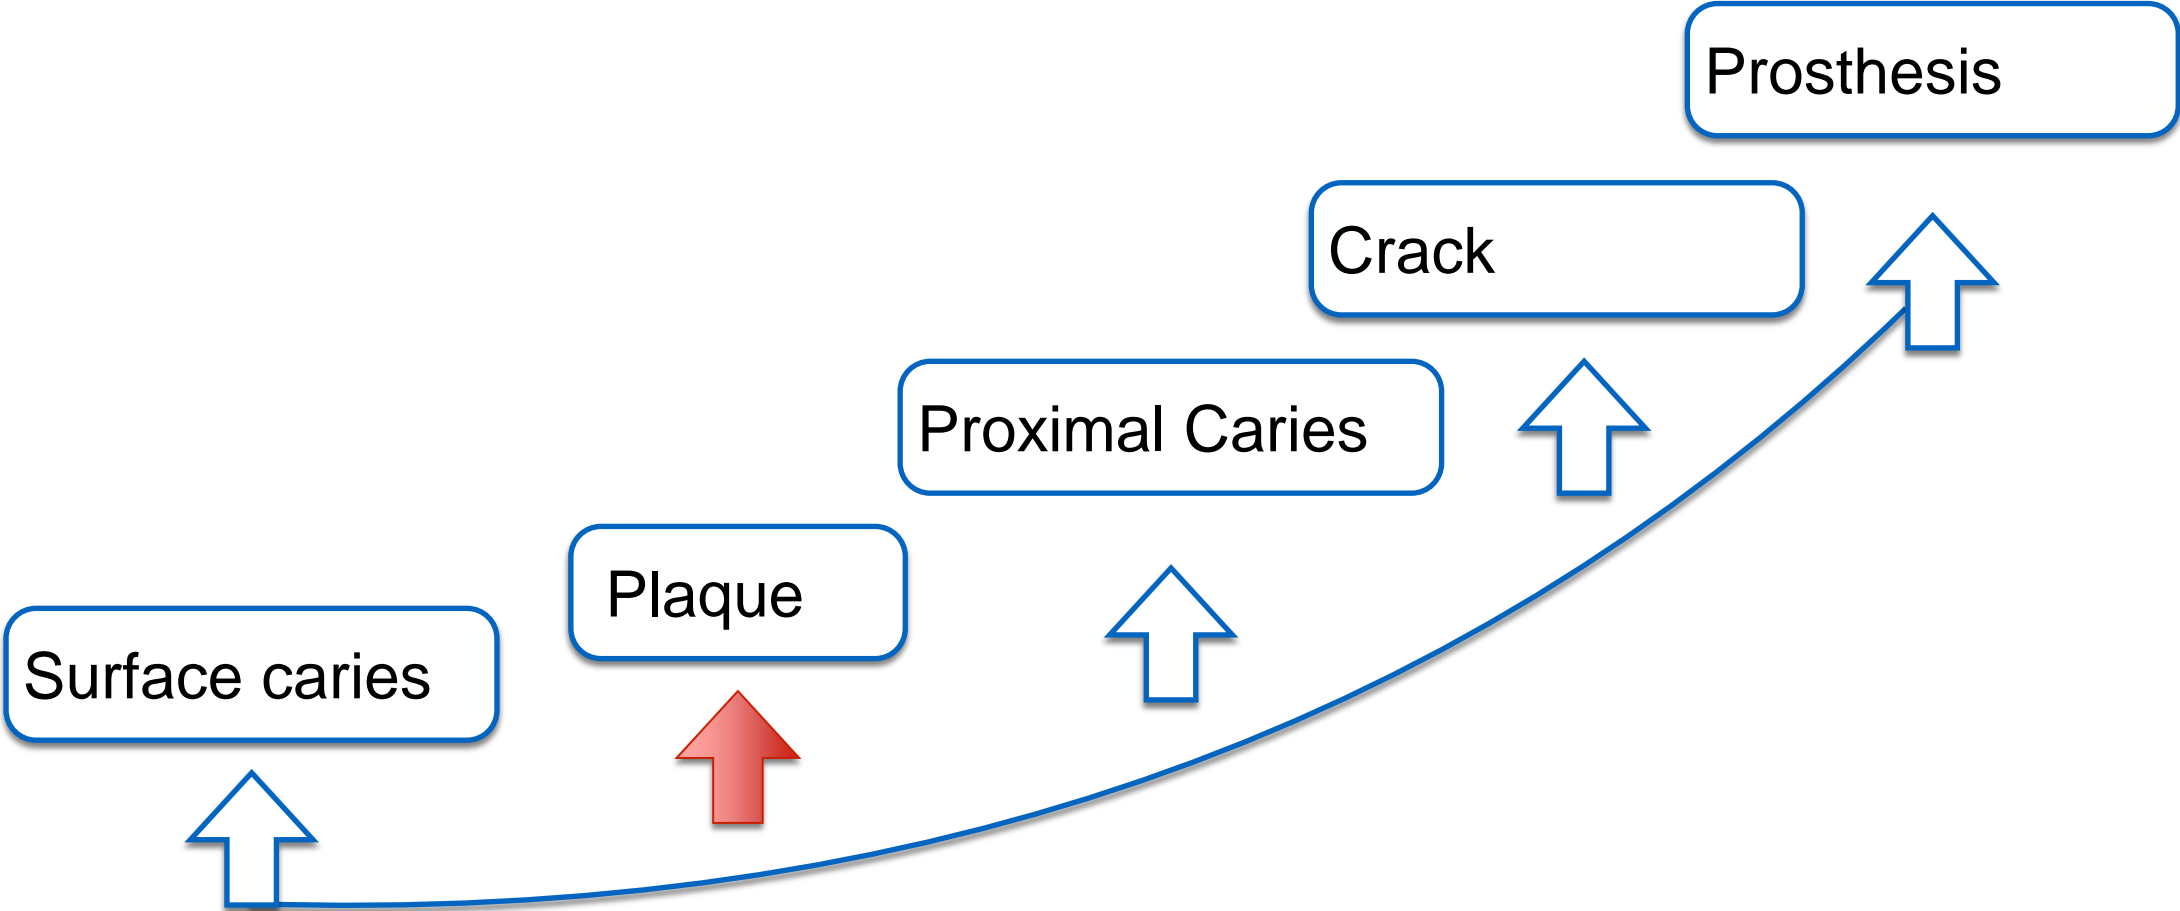 Prosthesis
Crack
Proximal Caries
Plaque
Surface caries